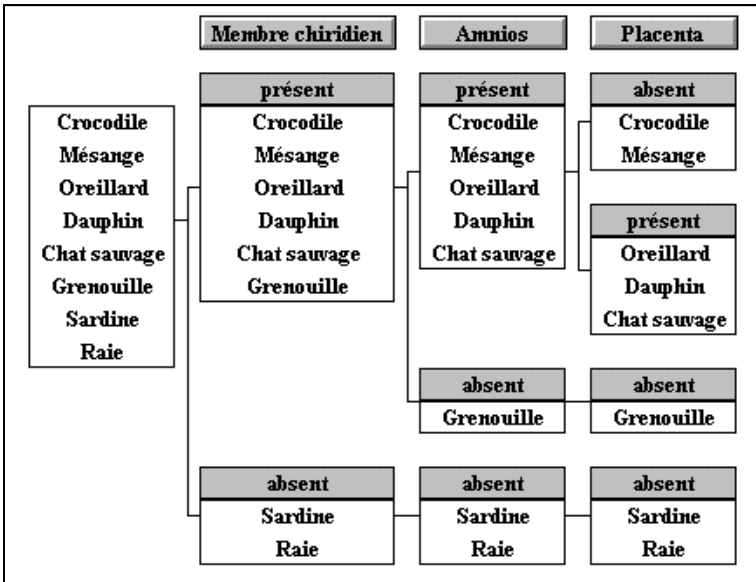 Membre chiridien
Amnios
Placenta
Crocodile
Mésange
Oreillard
Dauphin
Chat sauvage
Grenouille
Sardine
Raie
présent
Crocodile
Mésange
Oreillard
Dauphin
Chat sauvage
Grenouille
présent
Crocodile
Mésange
Oreillard
Dauphin
Chat sauvage
absent
Crocodile
Mésange
présent
Oreillard
Dauphin
Chat sauvage
absent
Grenouille
absent
Grenouille
absent
Sardine
Raie
absent
Sardine
Raie
absent
Sardine
Raie